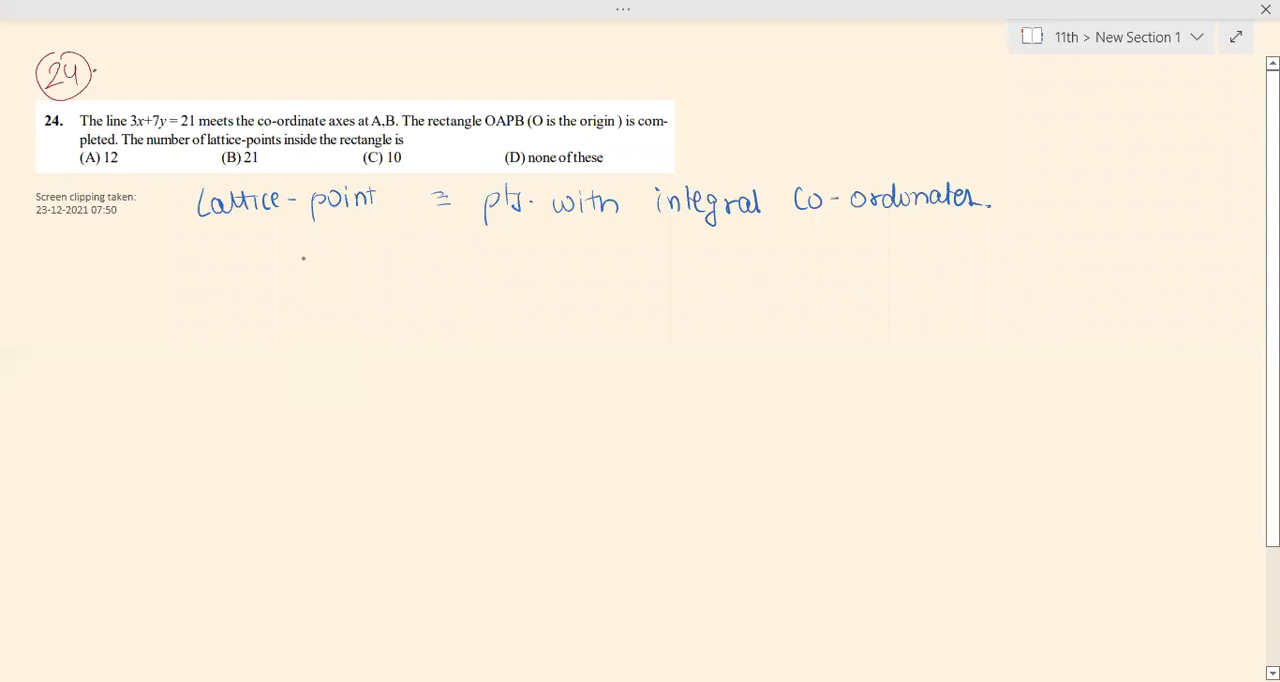 11th > New Section 1
24.
24. The line 3x+7y = 21 meets the co-ordinate axes at A,B. The rectangle OAPB (O is the origin ) is com-
pleted. The number of lattice-points inside the rectangle is
(A) 12 (B) 21 (C) 10 (D) none of these
Screen clipping taken:
23-12-2021 07:50
Lattice-point = pts. with integral co-ordonates.